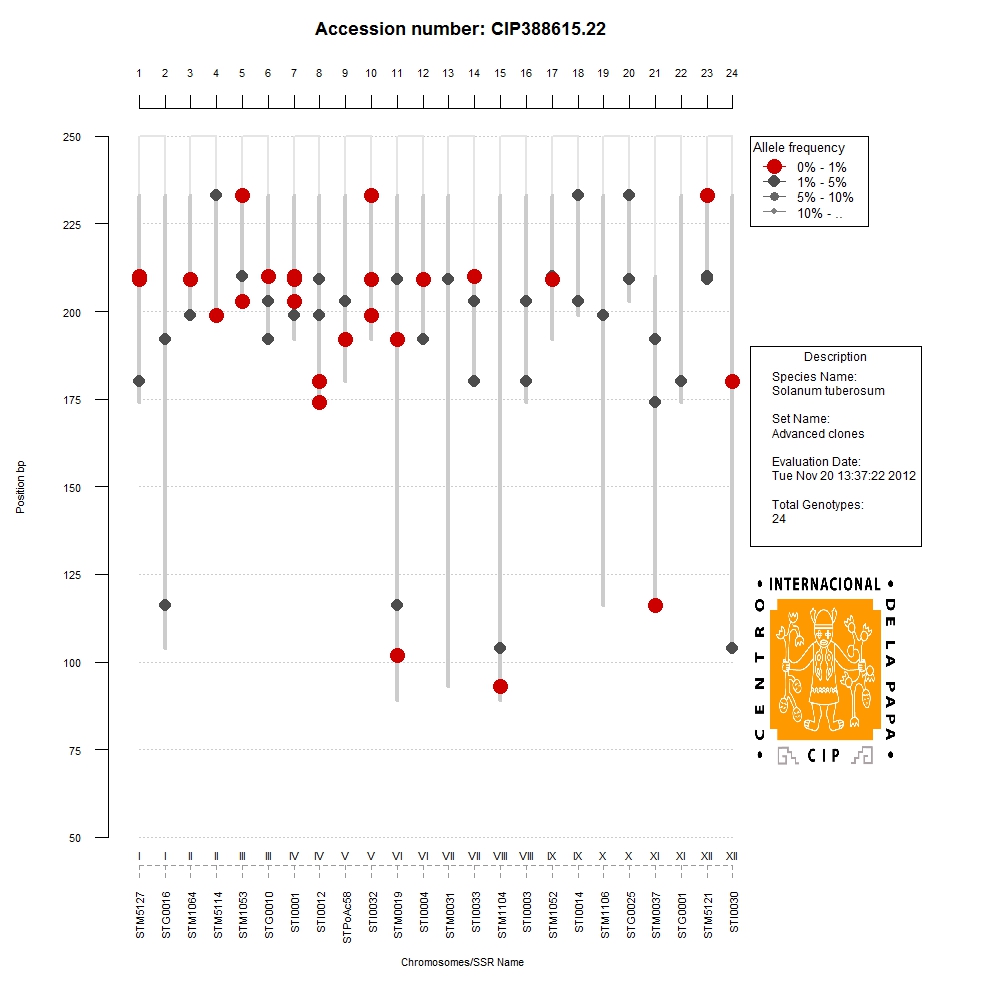 Accession number: CIP388615.22
1 2 3 4 5 6 7 8 9 10 11 12 13 14 15 16 17 18 19 20 21 22 23 24
250
225
200
175
150
125
100
75
50
Position bp
Allele frequency
0% - 1%
1% - 5%
5% - 10%
10% - ..
Description
Species Name:
Solanum tuberosum
Set Name:
Advanced clones
Evaluation Date:
Tue Nov 20 13:37:22 2012
Total Genotypes:
24
• INTERNACIONAL •
CENTRO
DE LA PAPA
• CIP •
I I II II III III IV IV V V VI VI VII VII VIII VIII IX IX X X XI XI XII XII
STM5127 STG0016 STM1064 STM5114 STM1053 STG0010 STI0001 STI0012 STPoAc58 STI0032 STM0019 STI0004 STM0031 STI0033 STM1104 STI0003 STM1052 STI0014 STM1106 STG0025 STM0037 STG0001 STM5121 STI0030
Chromosomes/SSR Name